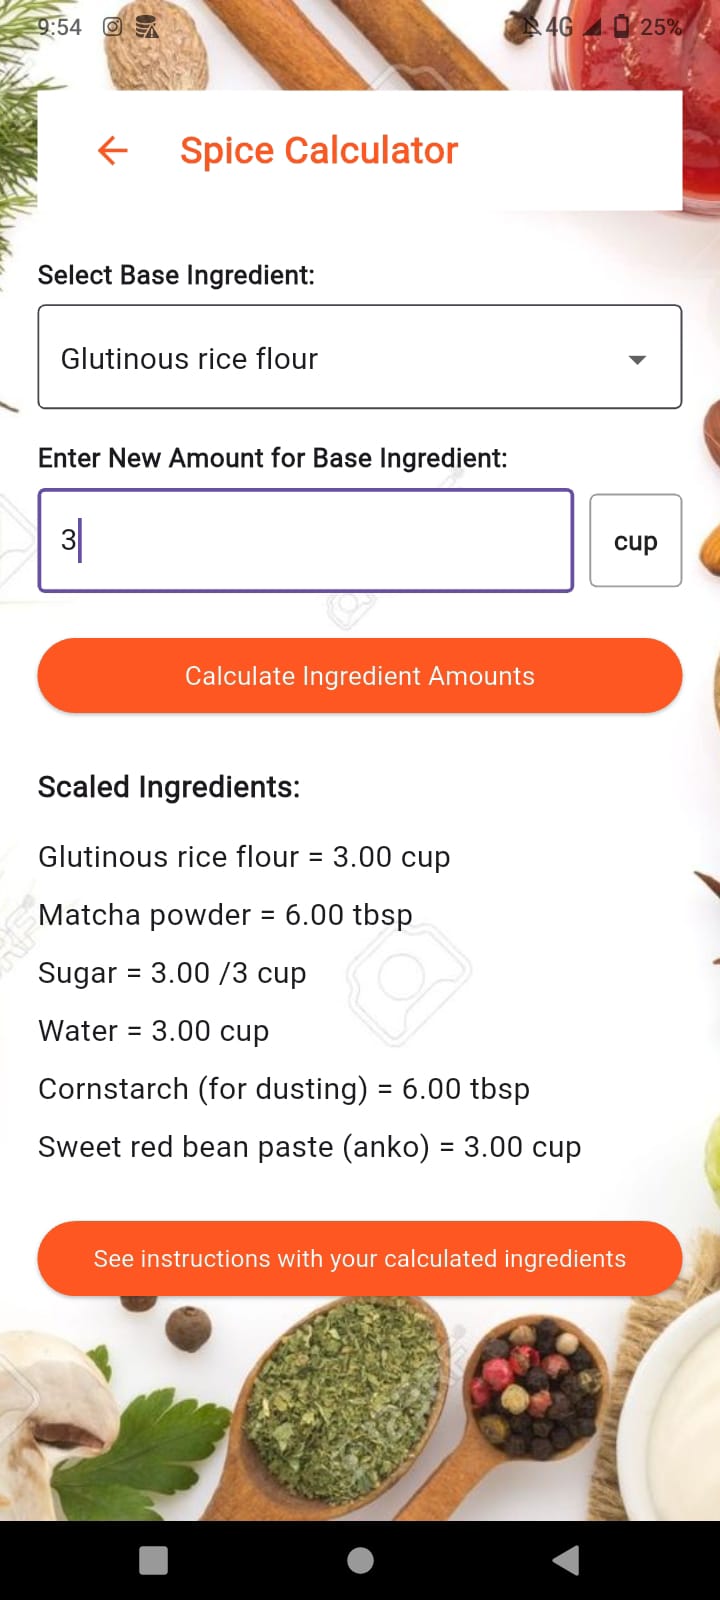 9:54 4G 25%
Spice Calculator
Select Base Ingredient:
Glutinous rice flour
Enter New Amount for Base Ingredient:
3 cup
Calculate Ingredient Amounts
Scaled Ingredients:
Glutinous rice flour = 3.00 cup
Matcha powder = 6.00 tbsp
Sugar = 3.00 /3 cup
Water = 3.00 cup
Cornstarch (for dusting) = 6.00 tbsp
Sweet red bean paste (anko) = 3.00 cup
See instructions with your calculated ingredients